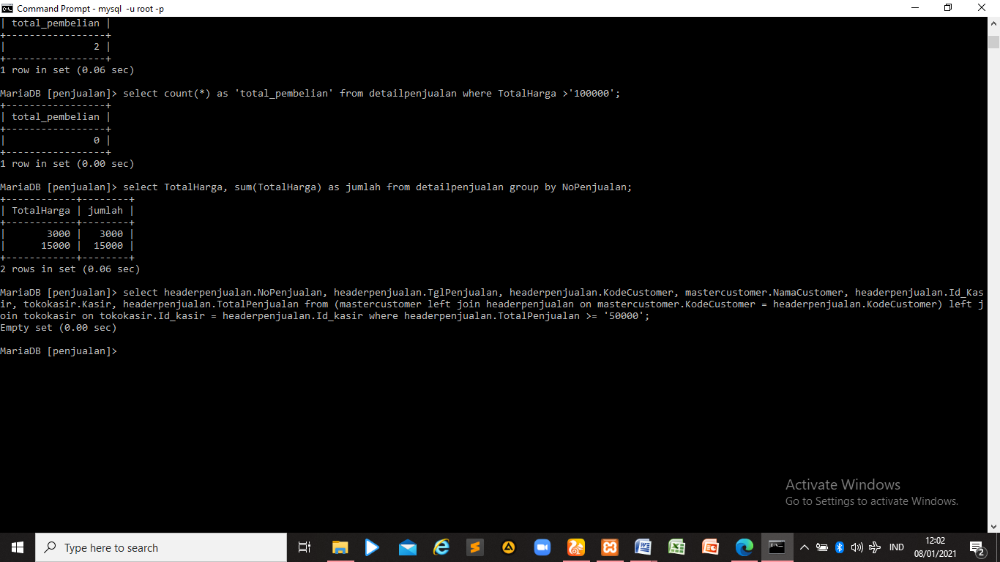 Command Prompt - mysql  -u root -p
| total_pembelian |
+-----------------+
|               2 |
+-----------------+
1 row in set (0.06 sec)
MariaDB [penjualan]> select count(*) as 'total_pembelian' from detailpenjualan where TotalHarga >'100000';
+-----------------+
| total_pembelian |
+-----------------+
|               0 |
+-----------------+
1 row in set (0.00 sec)
MariaDB [penjualan]> select TotalHarga, sum(TotalHarga) as jumlah from detailpenjualan group by NoPenjualan;
+------------+--------+
| TotalHarga | jumlah |
+------------+--------+
|       3000 |   3000 |
|      15000 |  15000 |
+------------+--------+
2 rows in set (0.06 sec)
MariaDB [penjualan]> select headerpenjualan.NoPenjualan, headerpenjualan.TglPenjualan, headerpenjualan.KodeCustomer, mastercustomer.NamaCustomer, headerpenjualan.Id_Kas
ir, tokokasir.Kasir, headerpenjualan.TotalPenjualan from (mastercustomer left join headerpenjualan on mastercustomer.KodeCustomer = headerpenjualan.KodeCustomer) left j
oin tokokasir on tokokasir.Id_kasir = headerpenjualan.Id_kasir where headerpenjualan.TotalPenjualan >= '50000';
Empty set (0.00 sec)
MariaDB [penjualan]>
Activate Windows
Go to Settings to activate Windows.
Type here to search
IND
12:02
08/01/2021
2